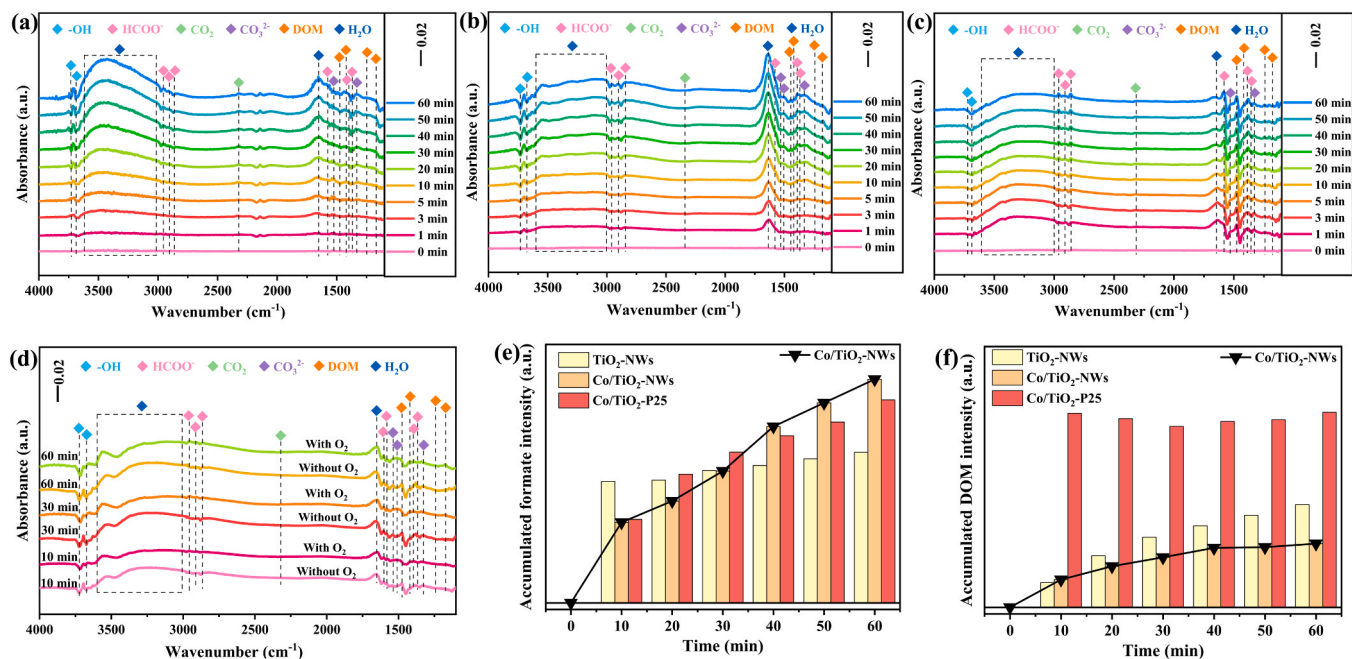 (a)
-OH HCOO⁻ CO₂ CO₃²⁻ DOM H₂O
0.02
Absorbance (a.u.)
60 min
50 min
40 min
30 min
20 min
10 min
5 min
3 min
1 min
0 min
4000 3500 3000 2500 2000 1500
Wavenumber (cm⁻¹)
(b)
-OH HCOO⁻ CO₂ CO₃²⁻ DOM H₂O
0.02
Absorbance (a.u.)
60 min
50 min
40 min
30 min
20 min
10 min
5 min
3 min
1 min
0 min
4000 3500 3000 2500 2000 1500
Wavenumber (cm⁻¹)
(c)
-OH HCOO⁻ CO₂ CO₃²⁻ DOM H₂O
0.02
Absorbance (a.u.)
60 min
50 min
40 min
30 min
20 min
10 min
5 min
3 min
1 min
0 min
4000 3500 3000 2500 2000 1500
Wavenumber (cm⁻¹)
(d)
0.02
-OH HCOO⁻ CO₂ CO₃²⁻ DOM H₂O
Absorbance (a.u.)
60 min With O₂
60 min Without O₂
30 min With O₂
30 min Without O₂
10 min With O₂
10 min Without O₂
4000 3500 3000 2500 2000 1500
Wavenumber (cm⁻¹)
(e)
Accumulated formate intensity (a.u.)
TiO₂-NWs Co/TiO₂-NWs
Co/TiO₂-NWs
Co/TiO₂-P25
0 10 20 30 40 50 60
Time (min)
(f)
Accumulated DOM intensity (a.u.)
TiO₂-NWs Co/TiO₂-NWs
Co/TiO₂-NWs
Co/TiO₂-P25
0 10 20 30 40 50 60
Time (min)